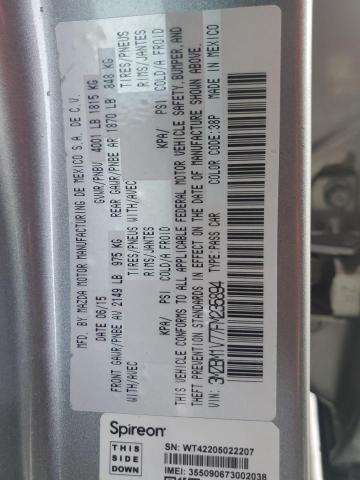 MFD BY MAZDA MOTOR MANUFACTURING DE MEXICO S.A. DE C.V.
DATE 06/15 GVWR/PNBV 4001 LB 1815 KG
FRONT GAWR/PNBE AV 2149 LB 975 KG REAR GAWR/PNBE AR 1870 LB 848 KG
WITH/AVEC TIRES/PNEUS WITH/AVEC TIRES/PNEUS
RIMS/JANTES RIMS/JANTES
KPA/ PSI COLD/A FROID KPA/ PSI COLD/A FROID
THIS VEHICLE CONFORMS TO ALL APPLICABLE FEDERAL MOTOR VEHICLE SAFETY, BUMPER, AND
THEFT PREVENTION STANDARDS IN EFFECT ON THE DATE OF MANUFACTURE SHOWN ABOVE.
VIN: 3MZBM1V77FM235894 TYPE:PASS CAR COLOR CODE:38P MADE IN MEXICO
THIS SIDE DOWN
Spireon
SN: WT42205022207
IMEI: 355090673002038